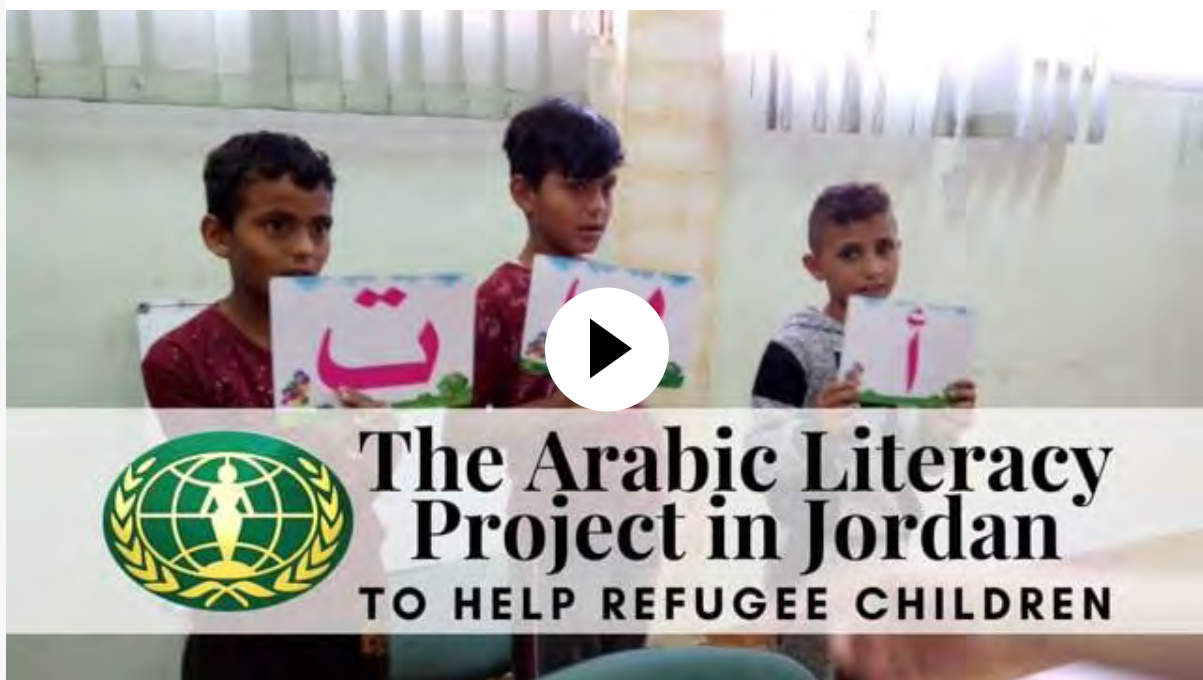 ت
أ
The Arabic Literacy
Project in Jordan
TO HELP REFUGEE CHILDREN